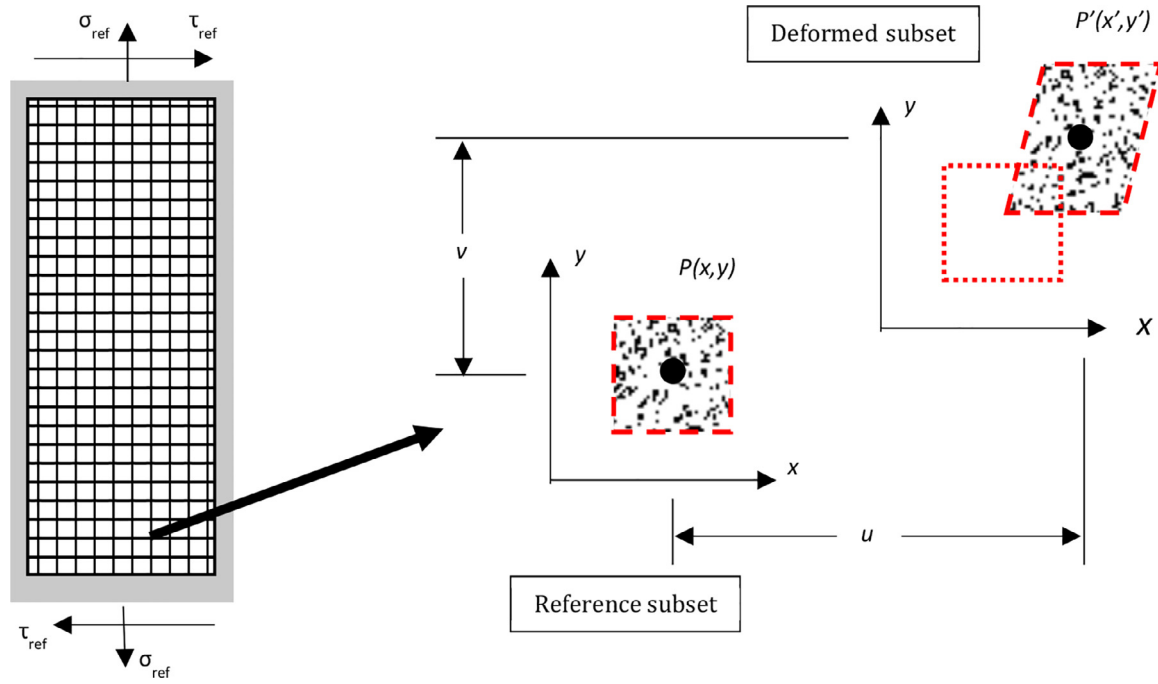 σref
τref
Deformed subset
P'(x',y')
y
v
y
P(x,y)
x
x
u
Reference subset
τref
σref